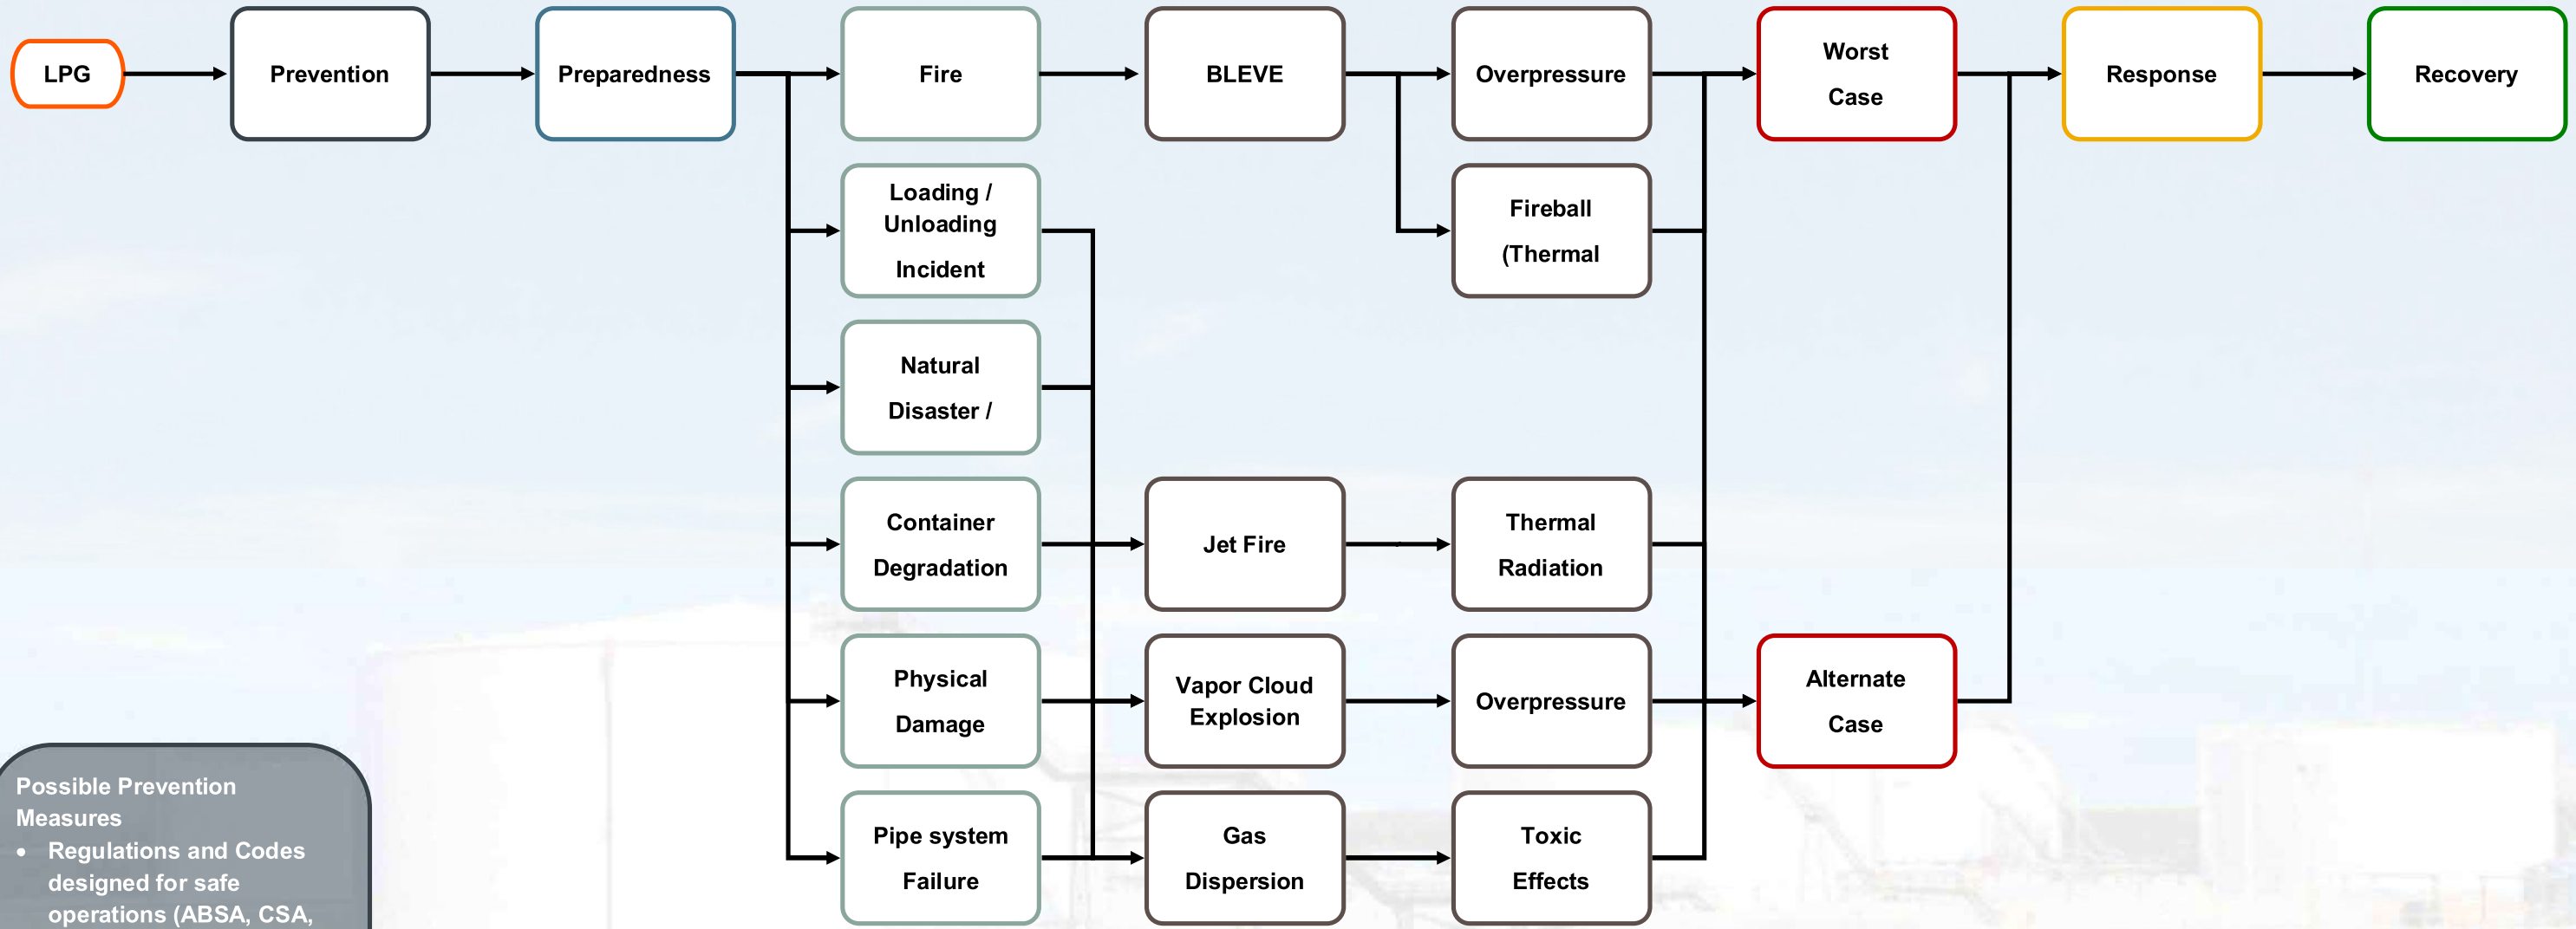 LPG
Prevention
Preparedness
Fire
BLEVE
Overpressure
Worst
Case
Response
Recovery
Loading /
Unloading
Incident
Fireball
(Thermal
Natural
Disaster /
Container
Degradation
Jet Fire
Thermal
Radiation
Physical
Damage
Vapor Cloud
Explosion
Overpressure
Alternate
Case
Pipe system
Failure
Gas
Dispersion
Toxic
Effects
Possible Prevention
Measures
• Regulations and Codes
designed for safe
operations (ABSA, CSA,